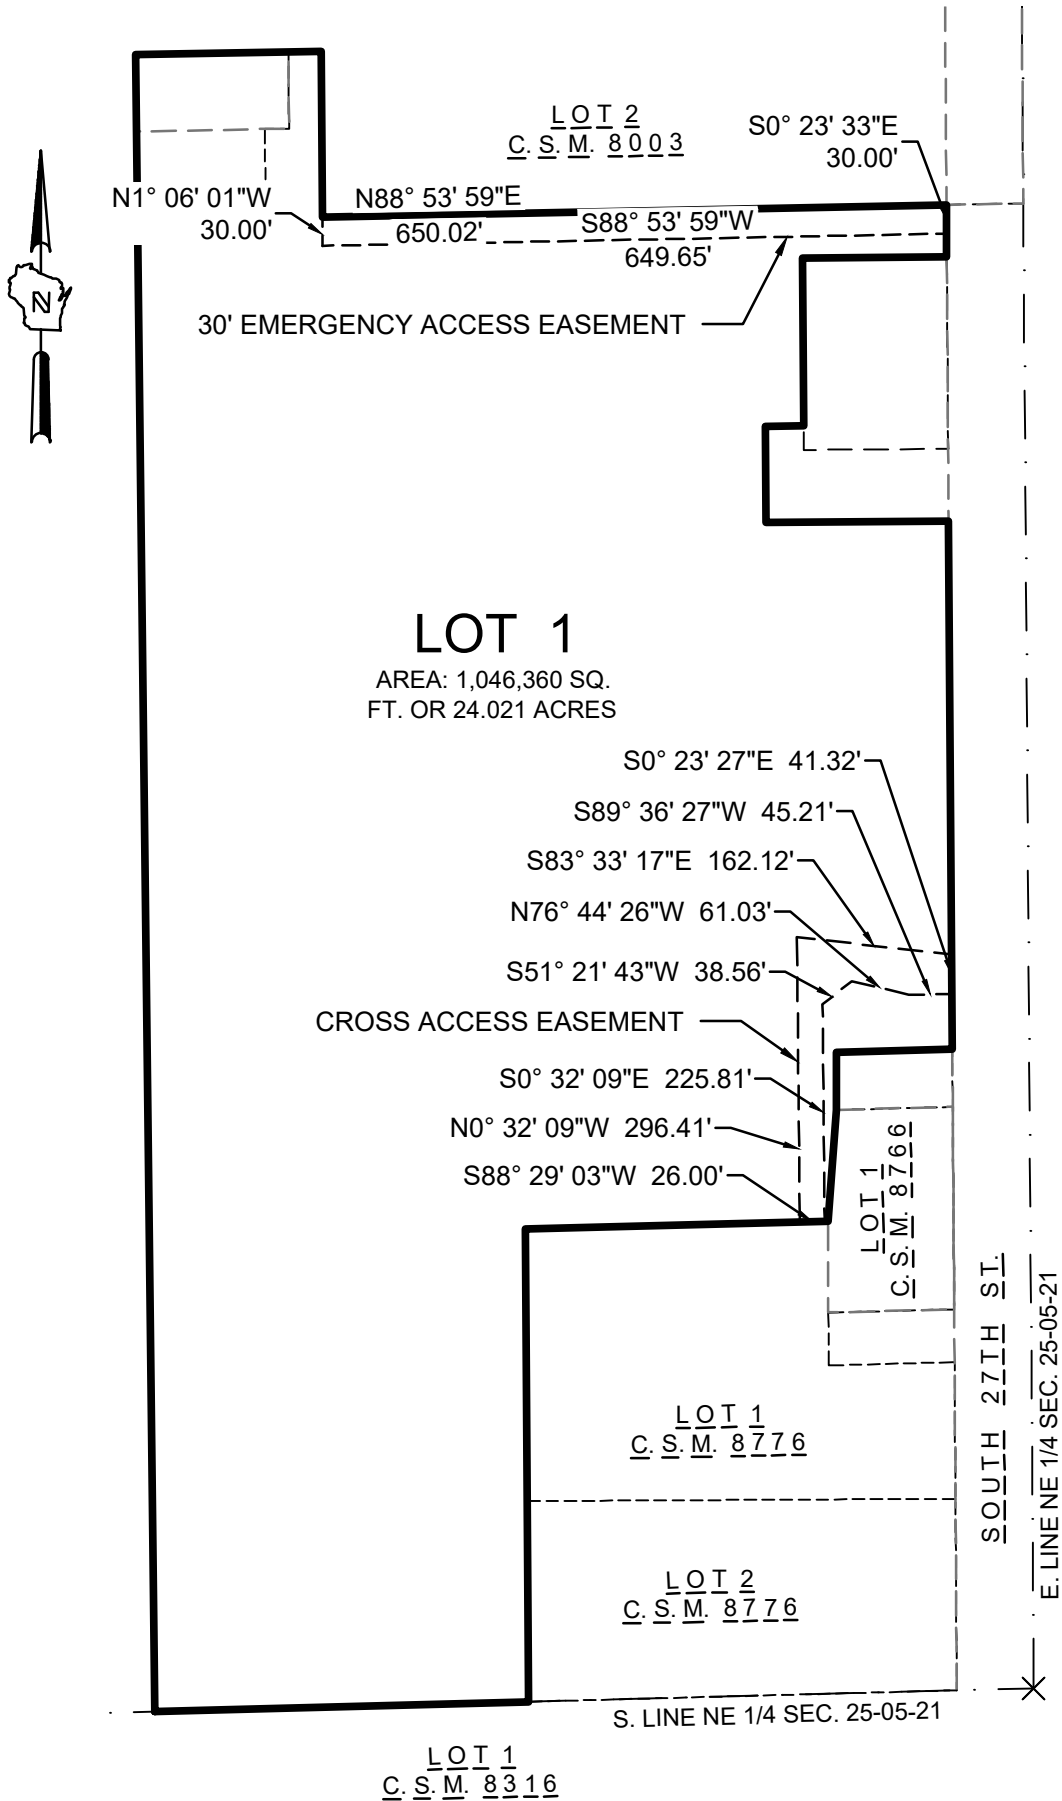 LOT 2
C. S. M. 8003
S0° 23' 33"E
30.00'
N1° 06' 01"W
30.00'
N88° 53' 59"E
650.02'
S88° 53' 59"W
649.65'
N
30' EMERGENCY ACCESS EASEMENT
LOT 1
AREA: 1,046,360 SQ.
FT. OR 24.021 ACRES
S0° 23' 27"E 41.32'
S89° 36' 27"W 45.21'
S83° 33' 17"E 162.12'
N76° 44' 26"W 61.03'
S51° 21' 43"W 38.56'
CROSS ACCESS EASEMENT
S0° 32' 09"E 225.81'
N0° 32' 09"W 296.41'
S88° 29' 03"W 26.00'
LOT 1
C. S. M. 8766
SOUTH 27TH ST.
E. LINE NE 1/4 SEC. 25-05-21
LOT 1
C. S. M. 8776
LOT 2
C. S. M. 8776
S. LINE NE 1/4 SEC. 25-05-21
LOT 1
C. S. M. 8316